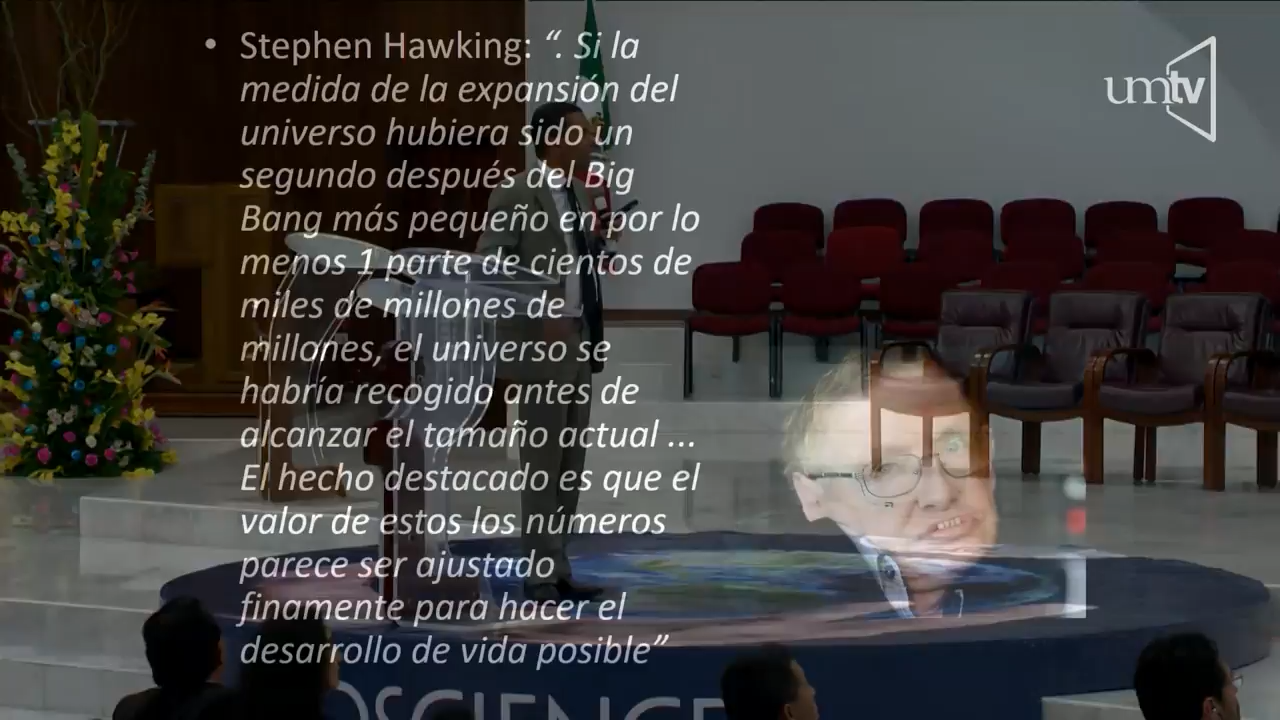 • Stephen Hawking: “. Si la
medida de la expansión del
universo hubiera sido un
segundo después del Big
Bang más pequeño en por lo
menos 1 parte de cientos de
miles de millones de
millones, el universo se
habría recogido antes de
alcanzar el tamaño actual ...
El hecho destacado es que el
valor de estos los números
parece ser ajustado
finamente para hacer el
desarrollo de vida posible”
umtv
OSCIENCE